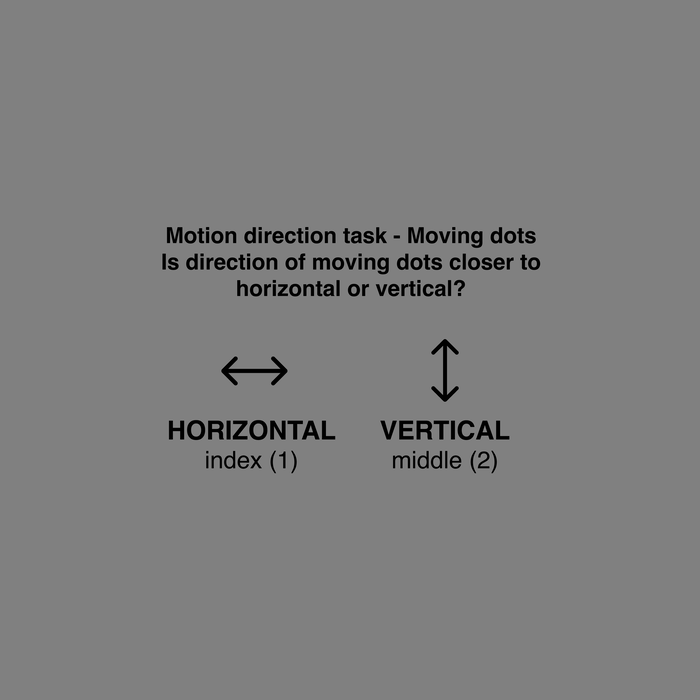 Motion direction task - Moving dots
Is direction of moving dots closer to
horizontal or vertical?
HORIZONTAL VERTICAL
index (1) middle (2)